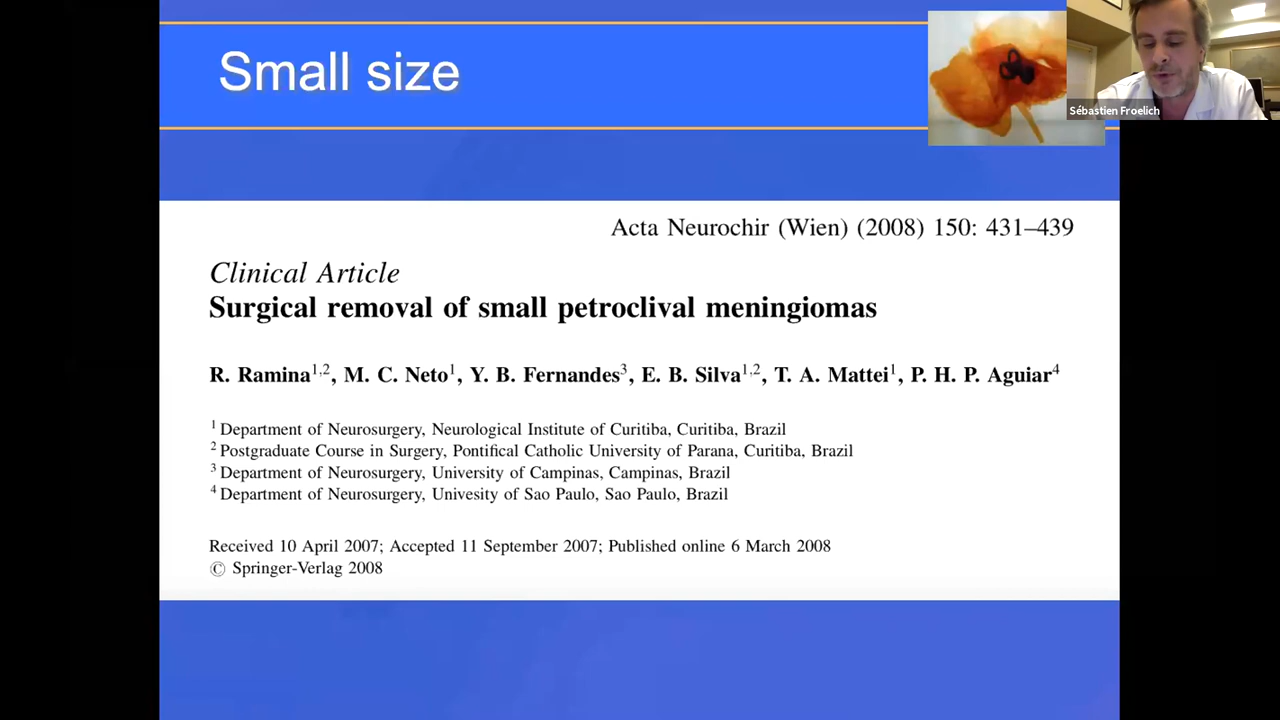 Small size
Sébastien Froelich
Acta Neurochir (Wien) (2008) 150: 431–439
Clinical Article
Surgical removal of small petroclival meningiomas
R. Ramina1,2, M. C. Neto1, Y. B. Fernandes3, E. B. Silva1,2, T. A. Mattei1, P. H. P. Aguiar4
1 Department of Neurosurgery, Neurological Institute of Curitiba, Curitiba, Brazil
2 Postgraduate Course in Surgery, Pontifical Catholic University of Parana, Curitiba, Brazil
3 Department of Neurosurgery, University of Campinas, Campinas, Brazil
4 Department of Neurosurgery, Univesity of Sao Paulo, Sao Paulo, Brazil
Received 10 April 2007; Accepted 11 September 2007; Published online 6 March 2008
© Springer-Verlag 2008